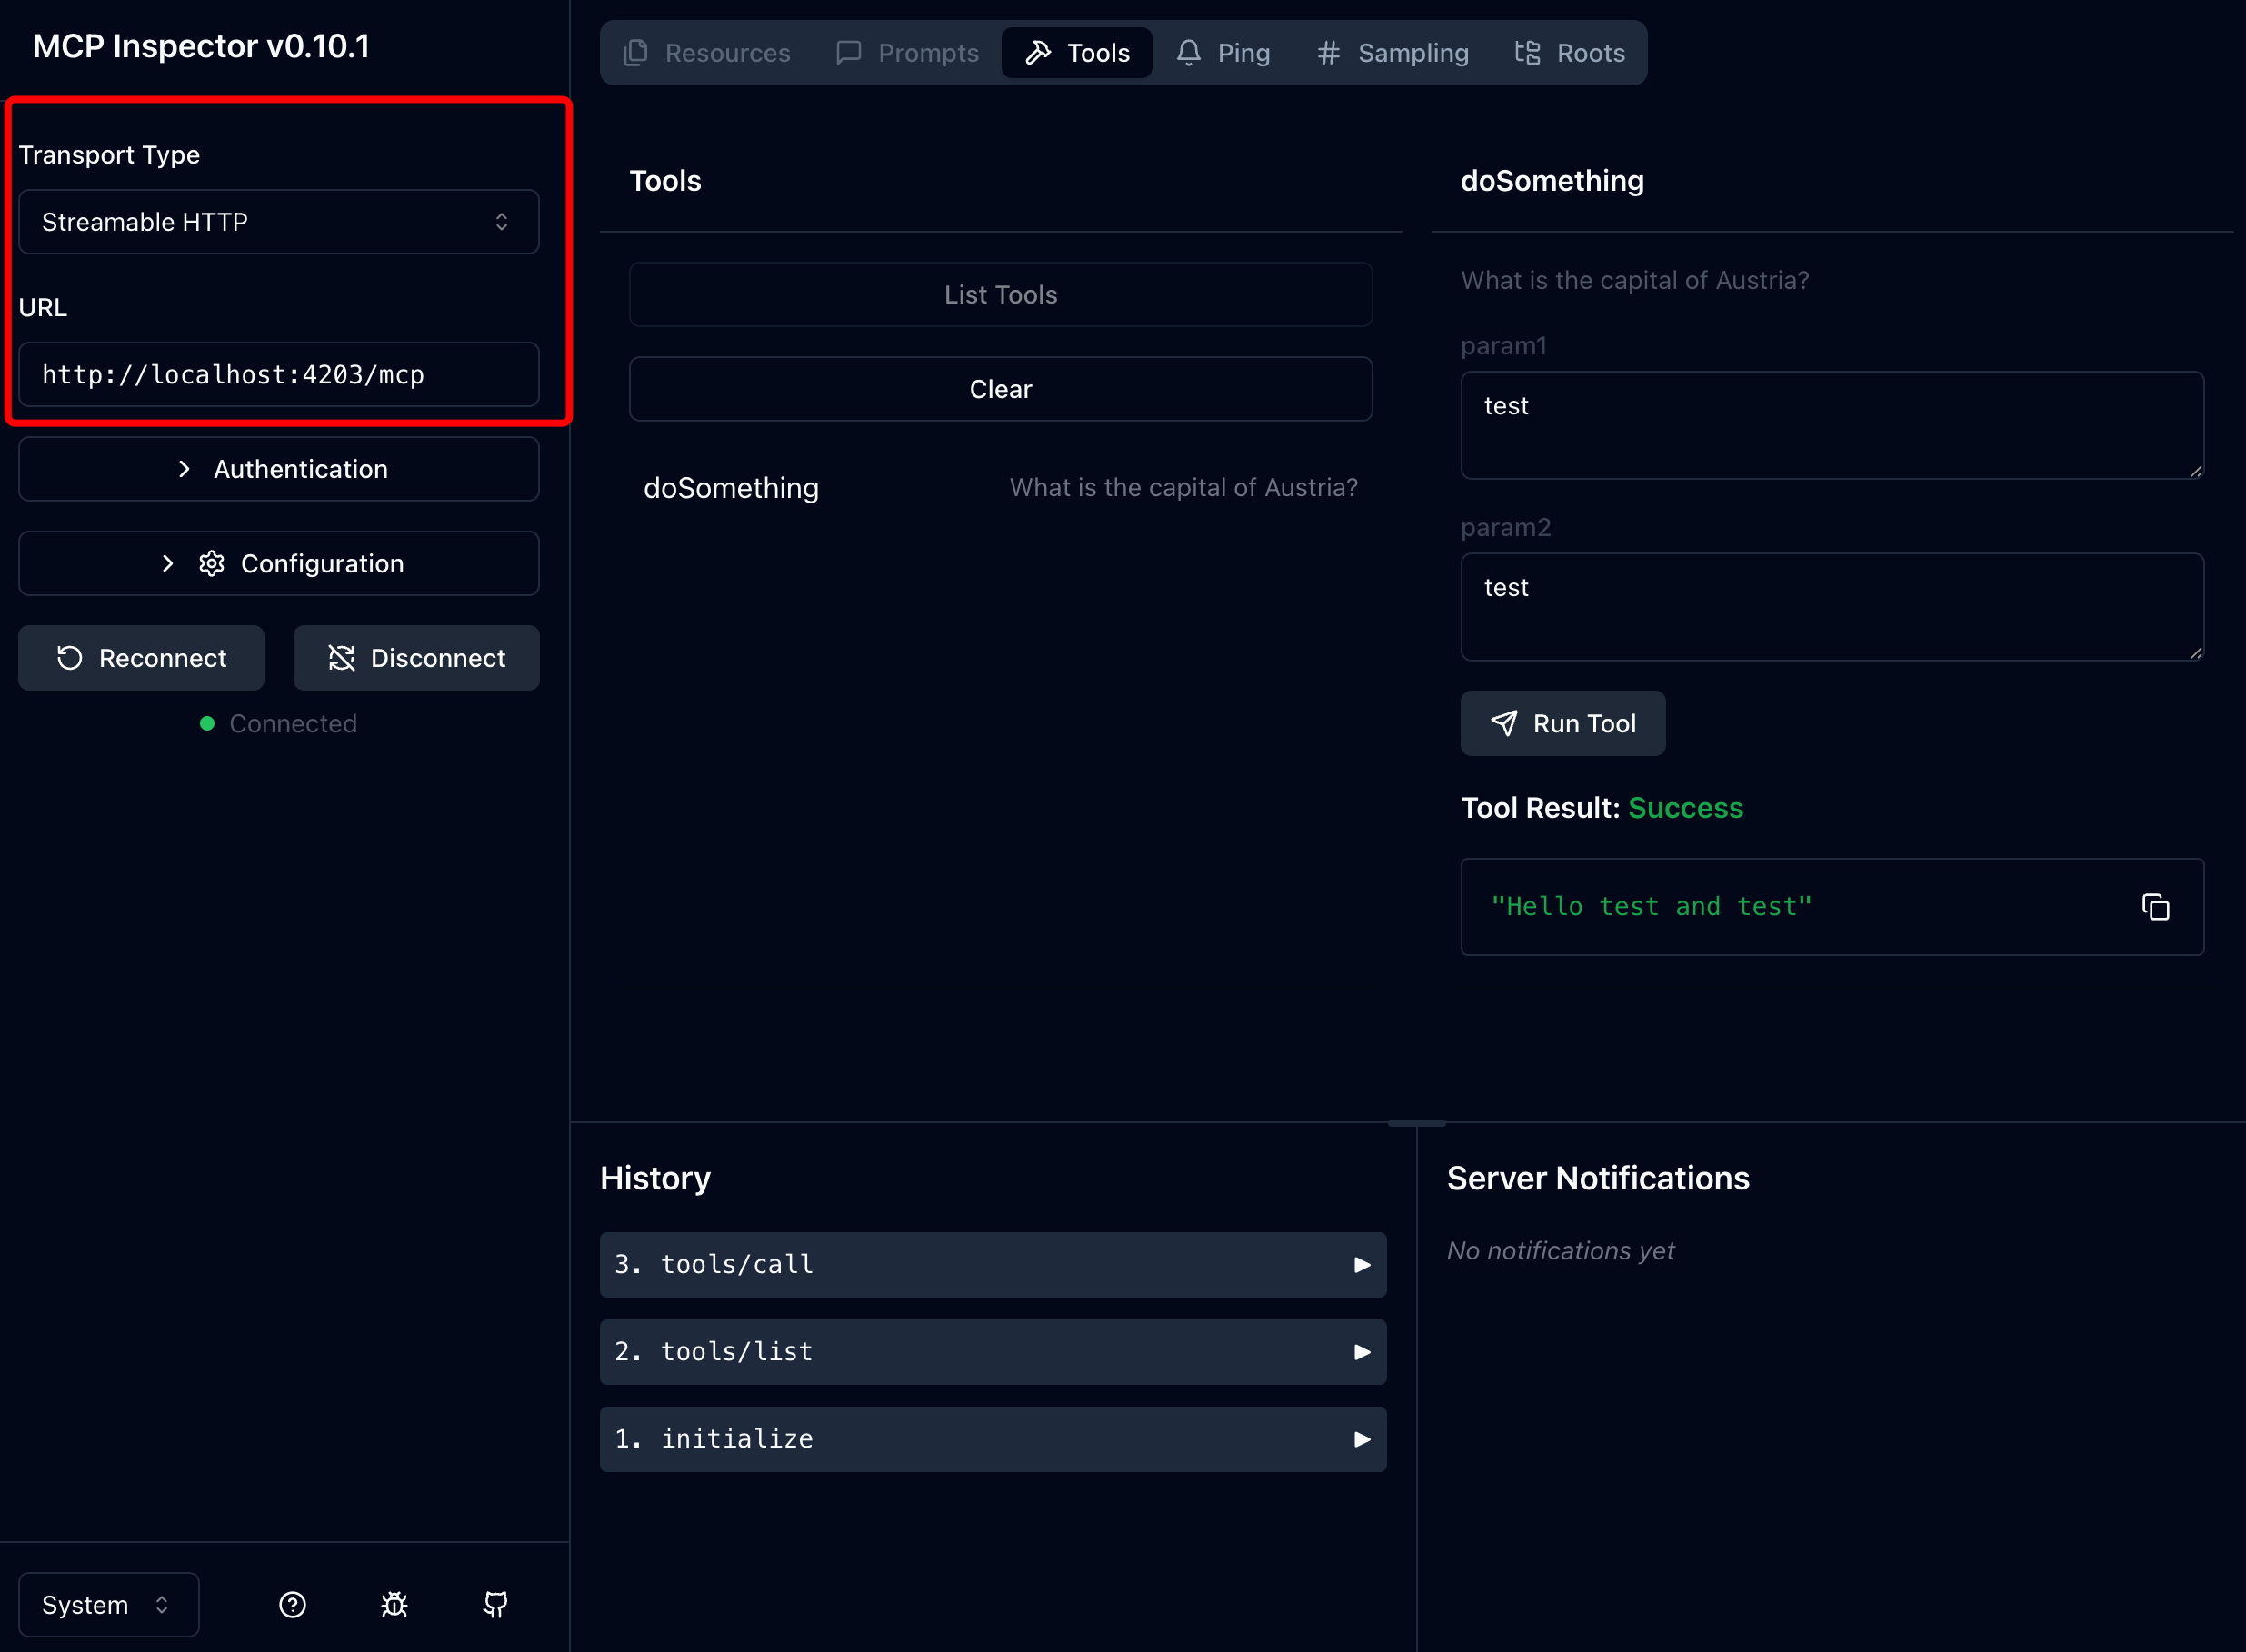 MCP Inspector v0.10.1
Transport Type
Streamable HTTP
URL
http://localhost:4203/mcp
Authentication
Configuration
Reconnect
Disconnect
Connected
System
Resources
Prompts
Tools
Ping
Sampling
Roots
Tools
List Tools
Clear
doSomething
What is the capital of Austria?
doSomething
What is the capital of Austria?
param1
test
param2
test
Run Tool
Tool Result: Success
"Hello test and test"
History
3. tools/call
2. tools/list
1. initialize
Server Notifications
No notifications yet